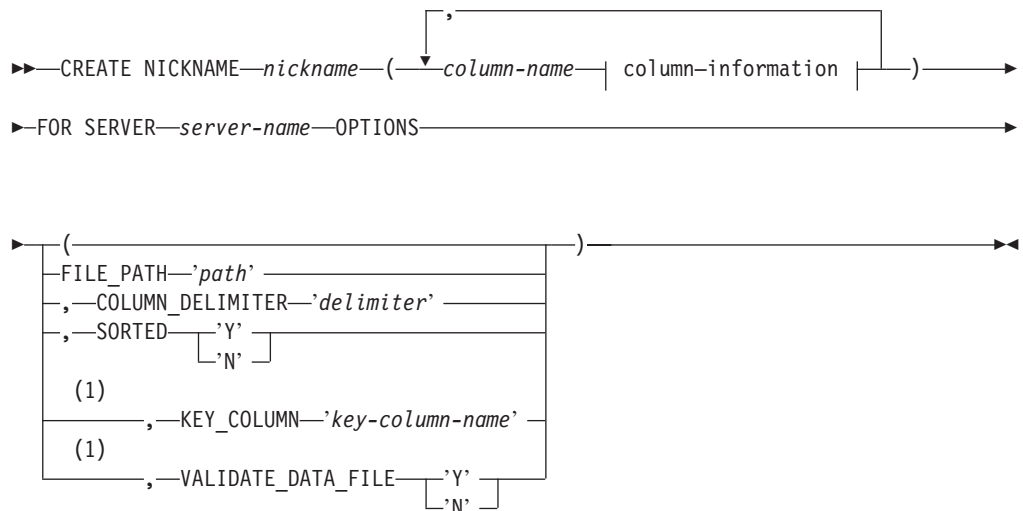 ,
CREATE NICKNAME nickname ( column-name column–information )
FOR SERVER server-name OPTIONS
( )
FILE_PATH ’path’
, COLUMN_DELIMITER ’delimiter’
, SORTED ’Y’
’N’
(1)
, KEY_COLUMN ’key-column-name’
(1)
, VALIDATE_DATA_FILE ’Y’
’N’